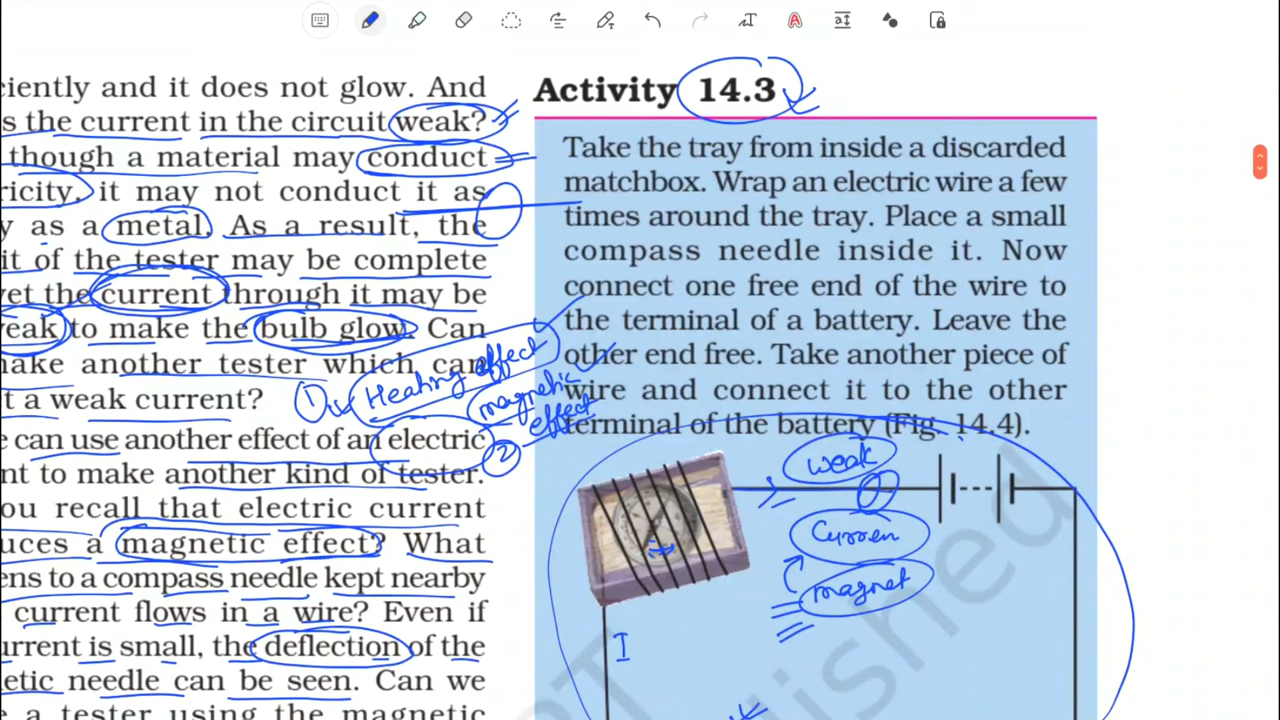 ciently and it does not glow. And
s the current in the circuit weak?
though a material may conduct
ricity, it may not conduct it as
y as a metal. As a result, the
it of the tester may be complete
yet the current through it may be
weak to make the bulb glow. Can
make another tester which can
t a weak current?
e can use another effect of an electric
nt to make another kind of tester.
ou recall that electric current
uces a magnetic effect? What
ens to a compass needle kept nearby
current flows in a wire? Even if
urrent is small, the deflection of the
etic needle can be seen. Can we
e a tester using the magnetic
① Heating effect
magnetic
effect
②
Activity 14.3
Take the tray from inside a discarded
matchbox. Wrap an electric wire a few
times around the tray. Place a small
compass needle inside it. Now
connect one free end of the wire to
the terminal of a battery. Leave the
other end free. Take another piece of
wire and connect it to the other
terminal of the battery (Fig. 14.4).
weak
Curren
magnet
I